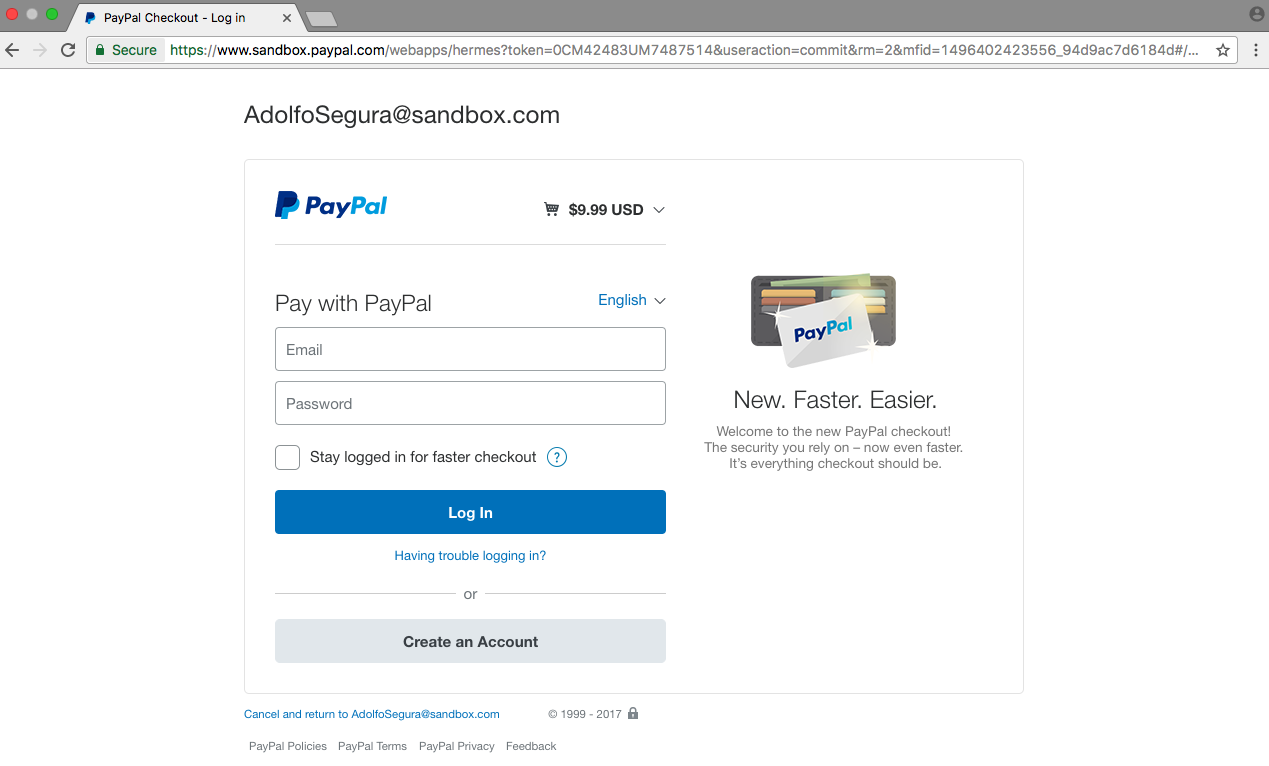 PayPal Checkout - Log in
Secure https://www.sandbox.paypal.com/webapps/hermes?token=0CM42483UM7487514&useraction=commit&rm=2&mfid=1496402423556_94d9ac7d6184d#/...
AdolfoSegura@sandbox.com
PayPal $9.99 USD
Pay with PayPal English
Email
Password
Stay logged in for faster checkout ?
Log In
Having trouble logging in?
or
Create an Account
PayPal
New. Faster. Easier.
Welcome to the new PayPal checkout!
The security you rely on – now even faster.
It's everything checkout should be.
Cancel and return to AdolfoSegura@sandbox.com © 1999 - 2017
PayPal Policies PayPal Terms PayPal Privacy Feedback